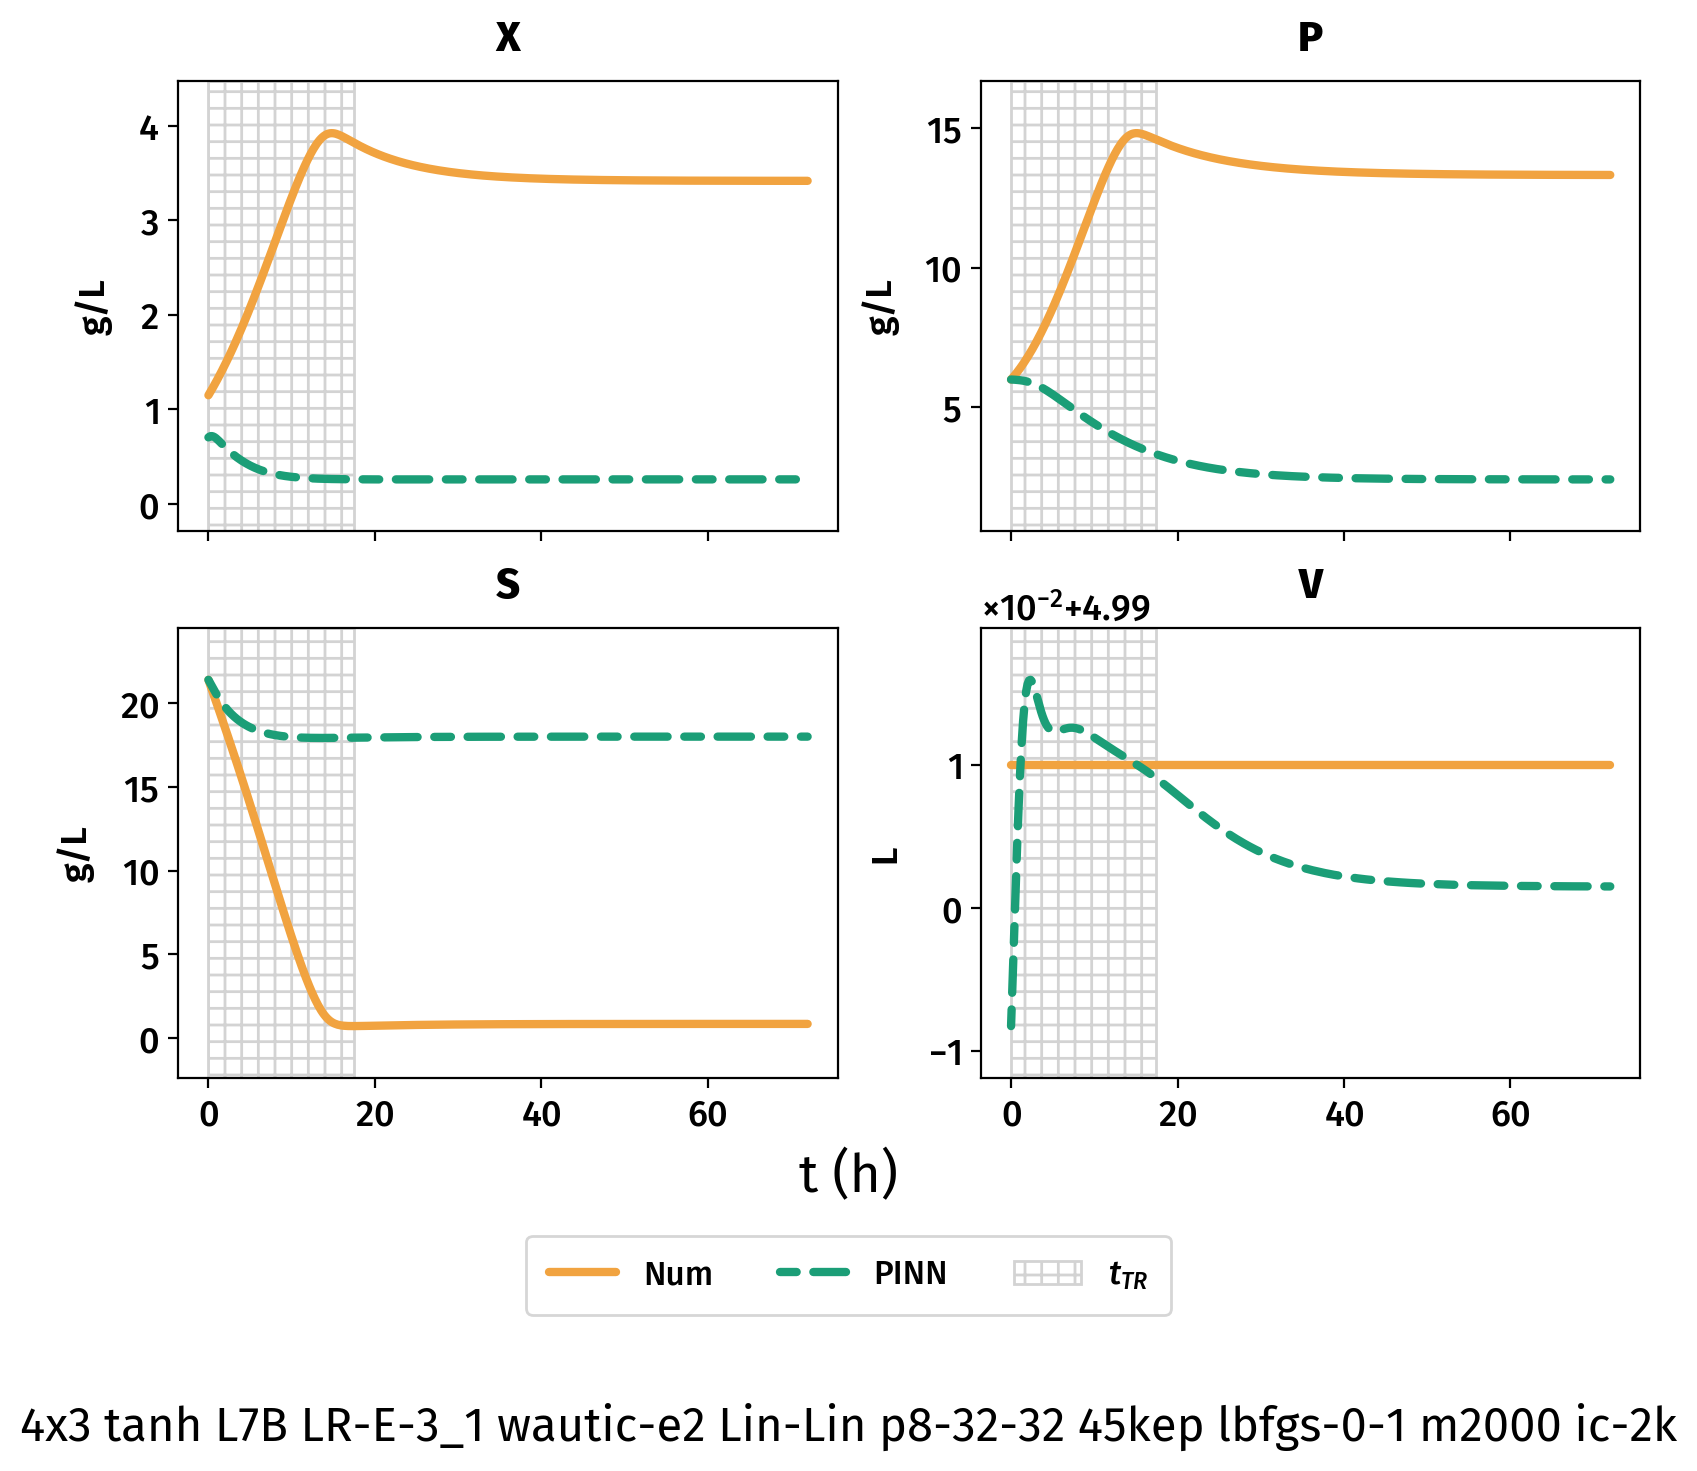 X
P
4
3
2
1
0
g/L
15
10
5
g/L
S
V
×10⁻²+4.99
20
15
10
5
0
g/L
1
0
−1
L
0 20 40 60
0 20 40 60
t (h)
Num PINN t_TR
4x3 tanh L7B LR-E-3_1 wautic-e2 Lin-Lin p8-32-32 45kep lbfgs-0-1 m2000 ic-2k